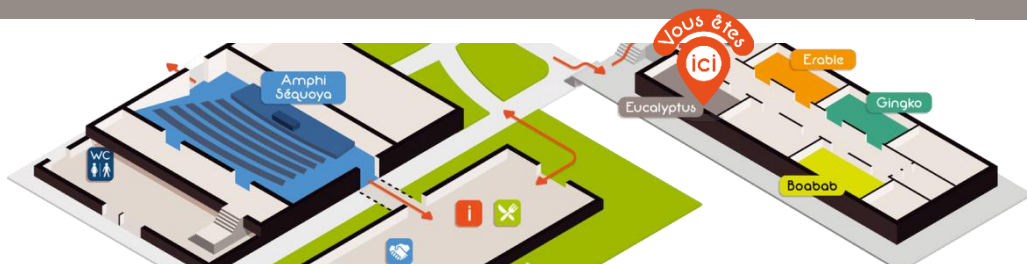 Vous êtes
ici
Erable
Amphi
Séquoya
Gingko
Eucalyptus
WC
Boabab
i